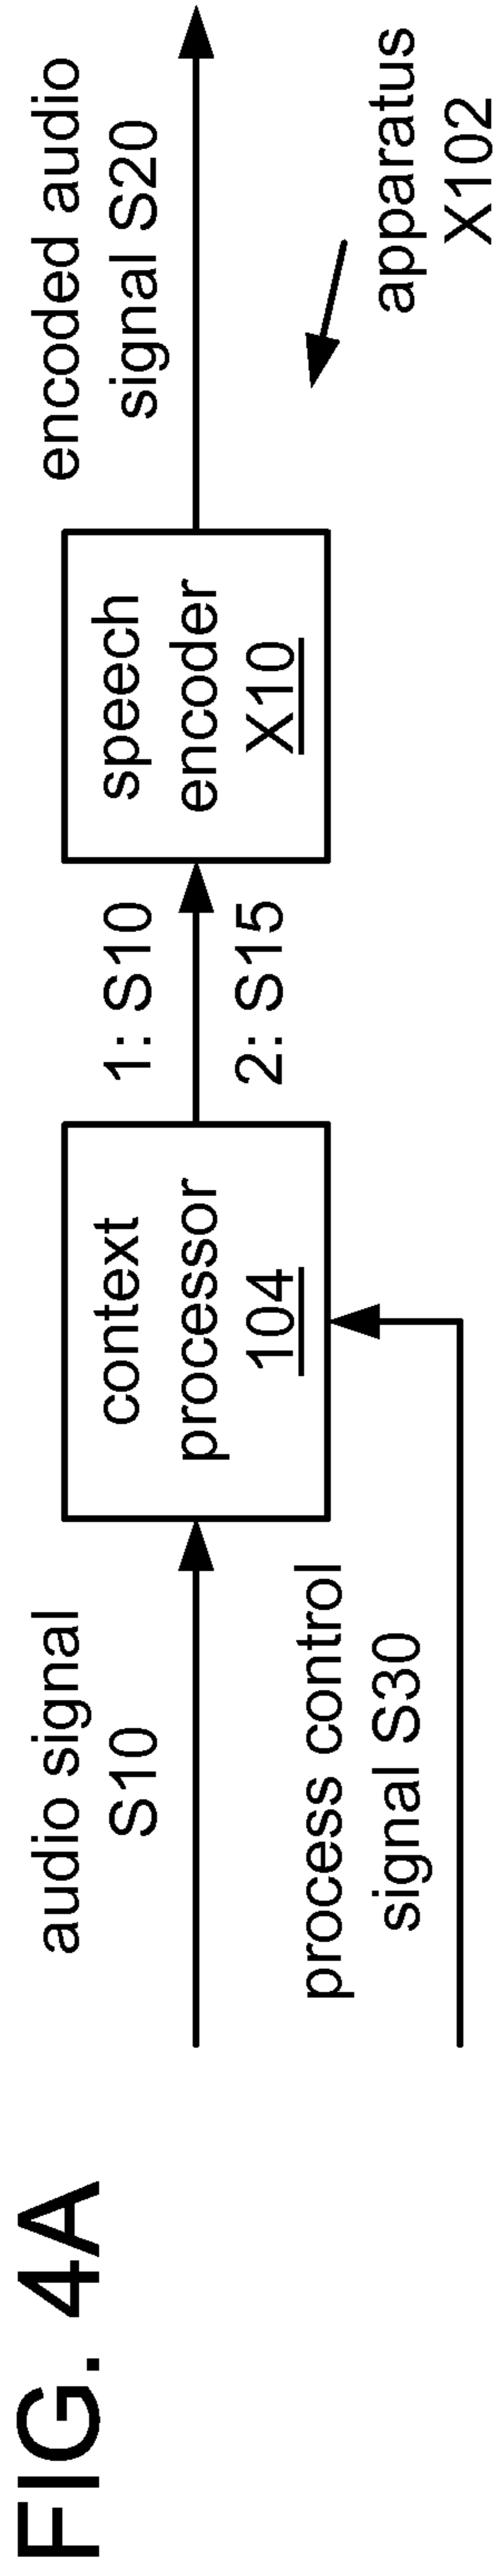 FIG. 4A
audio signal
S10
process control
signal S30
context
processor
104
1: S10
2: S15
speech
encoder
X10
encoded audio
signal S20
apparatus
X102